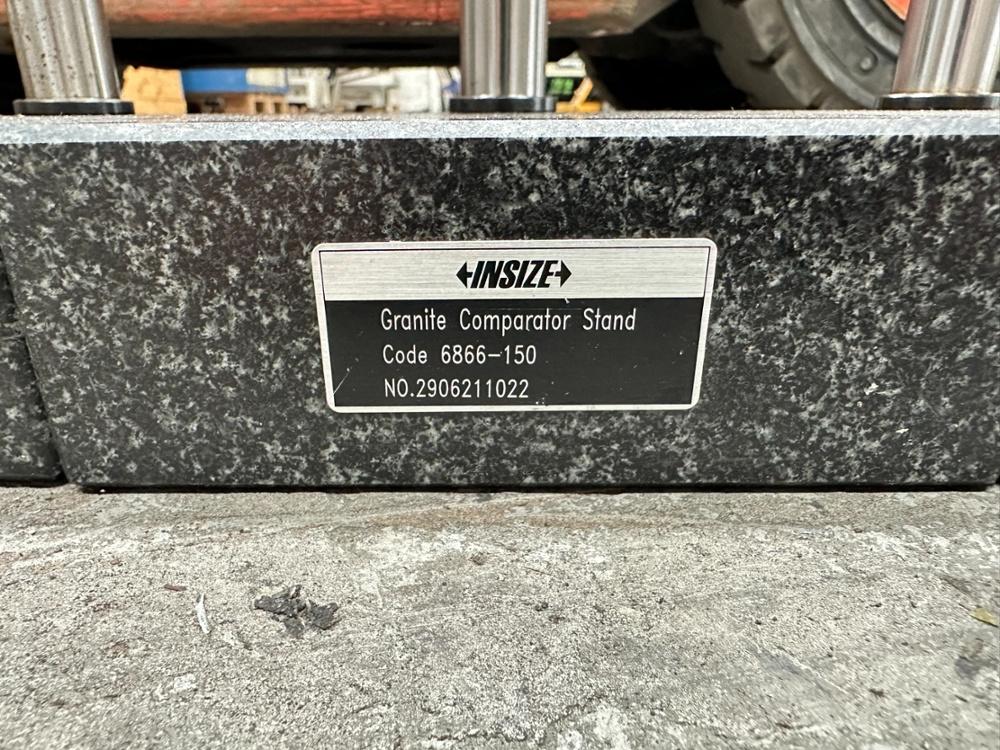 INSIZE
Granite Comparator Stand
Code 6866-150
NO.2906211022